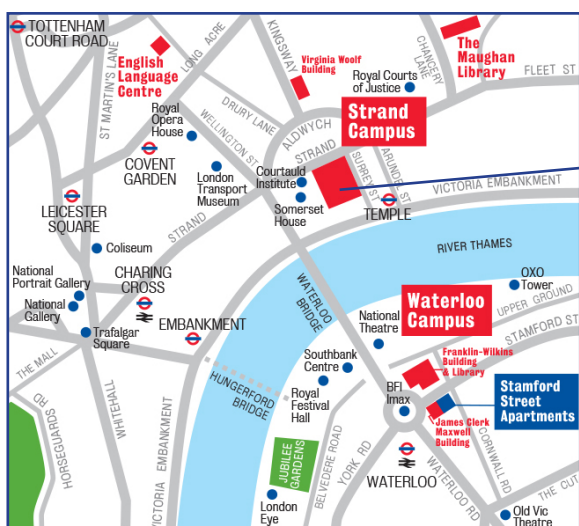 TOTTENHAM
COURT ROAD
ST MARTIN'S LANE
English
Language
Centre
LONG ACRE
KINGSWAY
Virginia Woolf
Building
Royal Courts
of Justice
CHANCERY
LANE
The
Maughan
Library
FLEET ST
Royal
Opera
House
DRURY LANE
WELLINGTON ST
ALDWYCH
Strand
Campus
STRAND
COVENT
GARDEN
London
Transport
Museum
Courtauld
Institute
Somerset
House
SURREY ST
ARUNDEL ST
TEMPLE
VICTORIA EMBANKMENT
LEICESTER
SQUARE
STRAND
Coliseum
RIVER THAMES
National
Portrait Gallery
National
Gallery
CHARING
CROSS
Trafalgar
Square
EMBANKMENT
WATERLOO
BRIDGE
OXO
Tower
Waterloo
Campus
National
Theatre
UPPER GROUND
STAMFORD ST
THE MALL
HORSEGUARDS RD
WHITEHALL
VICTORIA EMBANKMENT
HUNGERFORD
BRIDGE
Southbank
Centre
Royal
Festival
Hall
Franklin-Wilkins
Building
& Library
BFI
Imax
Stamford
Street
Apartments
James Clerk
Maxwell
Building
CORNWALL RD
JUBILEE
GARDENS
BELVEDERE ROAD
YORK RD
WATERLOO
WATERLOO RD
THE CUT
London
Eye
Old Vic
Theatre